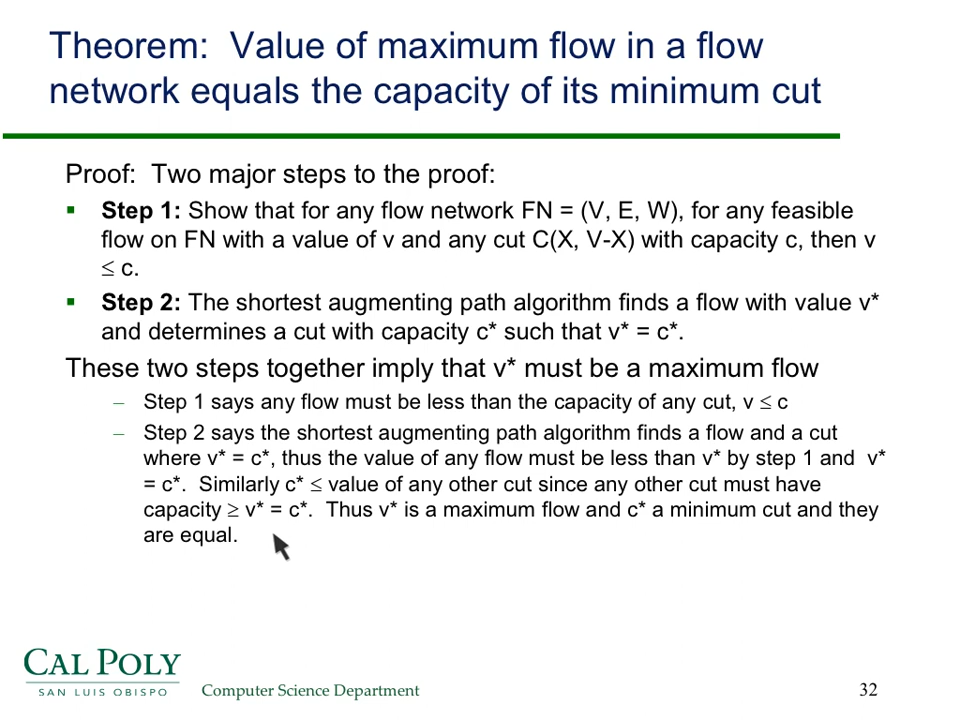 Theorem:  Value of maximum flow in a flow
network equals the capacity of its minimum cut
Proof:  Two major steps to the proof:
▪ Step 1: Show that for any flow network FN = (V, E, W), for any feasible
flow on FN with a value of v and any cut C(X, V-X) with capacity c, then v
≤ c.
▪ Step 2: The shortest augmenting path algorithm finds a flow with value v*
and determines a cut with capacity c* such that v* = c*.
These two steps together imply that v* must be a maximum flow
– Step 1 says any flow must be less than the capacity of any cut, v ≤ c
– Step 2 says the shortest augmenting path algorithm finds a flow and a cut
where v* = c*, thus the value of any flow must be less than v* by step 1 and  v*
= c*.  Similarly c* ≤ value of any other cut since any other cut must have
capacity ≥ v* = c*.  Thus v* is a maximum flow and c* a minimum cut and they
are equal.
CAL POLY
SAN LUIS OBISPO
Computer Science Department
32